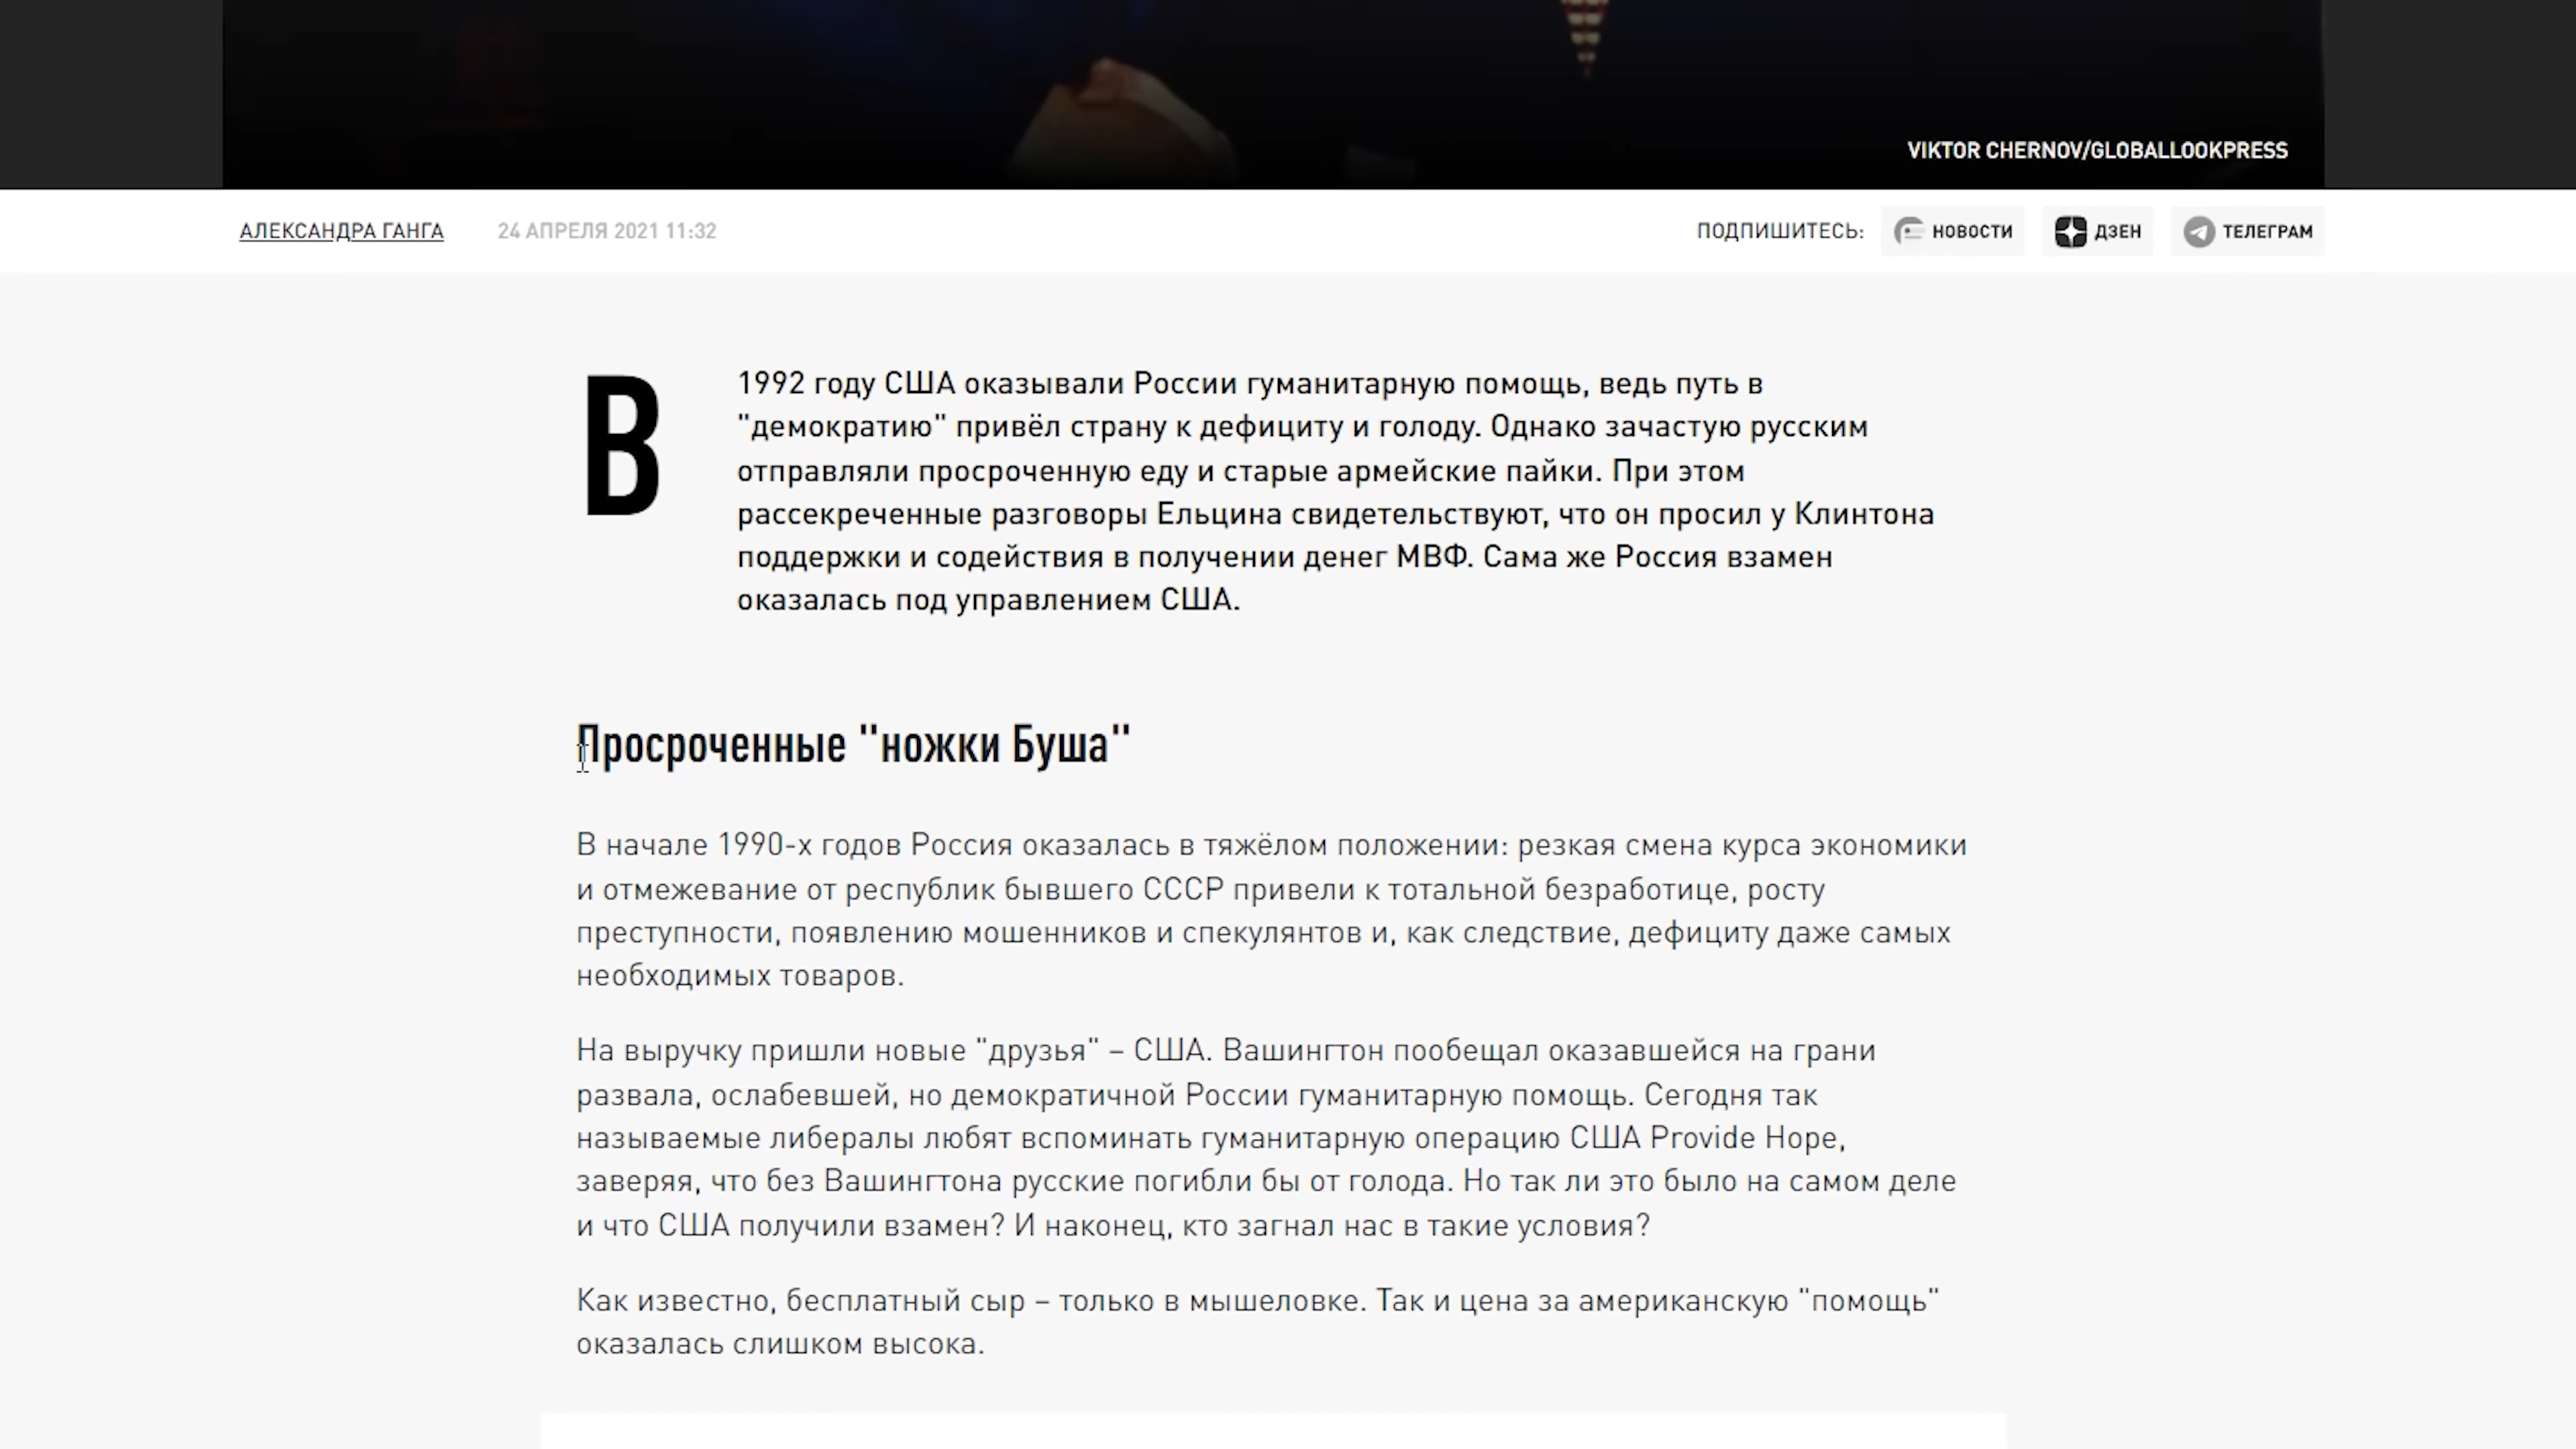 VIKTOR CHERNOV/GLOBALLOOKPRESS
АЛЕКСАНДРА ГАНГА 24 АПРЕЛЯ 2021 11:32 ПОДПИШИТЕСЬ: НОВОСТИ ДЗЕН ТЕЛЕГРАМ
В 1992 году США оказывали России гуманитарную помощь, ведь путь в
"демократию" привёл страну к дефициту и голоду. Однако зачастую русским
отправляли просроченную еду и старые армейские пайки. При этом
рассекреченные разговоры Ельцина свидетельствуют, что он просил у Клинтона
поддержки и содействия в получении денег МВФ. Сама же Россия взамен
оказалась под управлением США.
Просроченные "ножки Буша"
В начале 1990-х годов Россия оказалась в тяжёлом положении: резкая смена курса экономики
и отмежевание от республик бывшего СССР привели к тотальной безработице, росту
преступности, появлению мошенников и спекулянтов и, как следствие, дефициту даже самых
необходимых товаров.
На выручку пришли новые "друзья" – США. Вашингтон пообещал оказавшейся на грани
развала, ослабевшей, но демократичной России гуманитарную помощь. Сегодня так
называемые либералы любят вспоминать гуманитарную операцию США Provide Hope,
заверяя, что без Вашингтона русские погибли бы от голода. Но так ли это было на самом деле
и что США получили взамен? И наконец, кто загнал нас в такие условия?
Как известно, бесплатный сыр – только в мышеловке. Так и цена за американскую "помощь"
оказалась слишком высока.